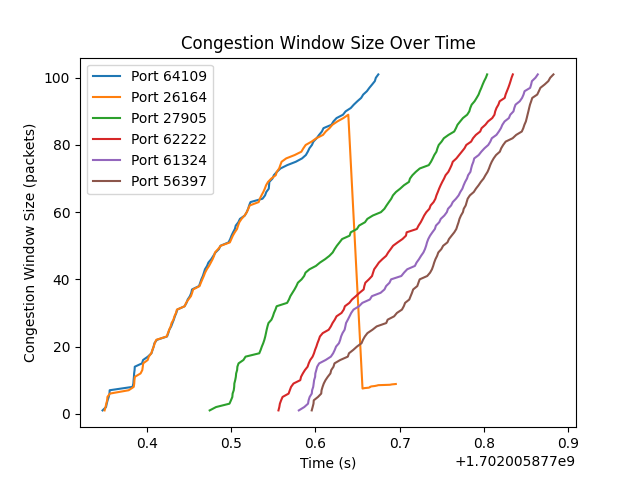 Congestion Window Size Over Time
Congestion Window Size (packets)
100
80
60
40
20
0
Port 64109
Port 26164
Port 27905
Port 62222
Port 61324
Port 56397
0.4 0.5 0.6 0.7 0.8 0.9
Time (s)
+1.702005877e9